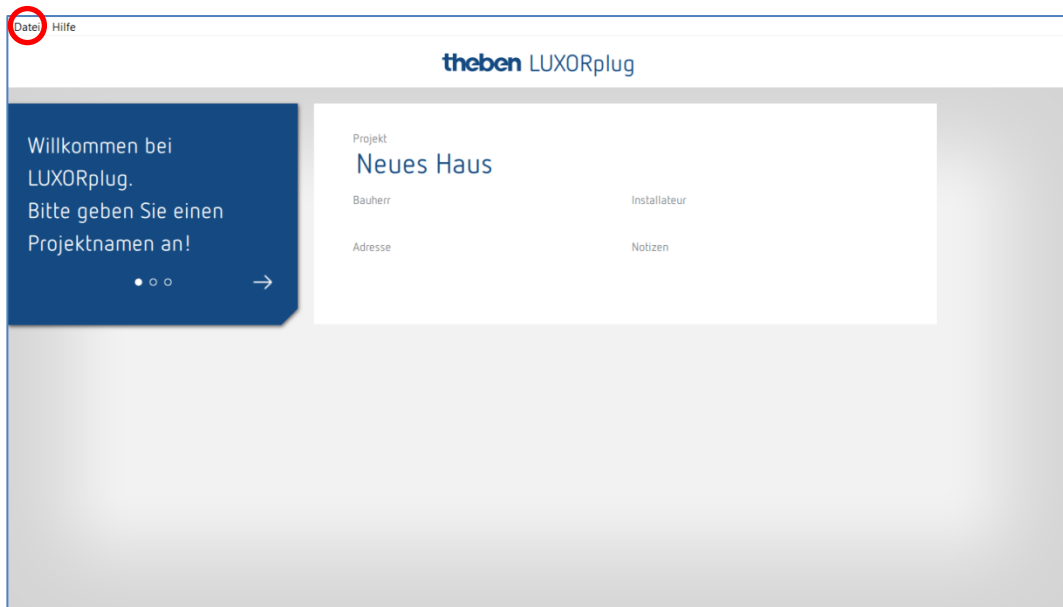 Datei Hilfe
theben LUXORplug
Willkommen bei
LUXORplug.
Bitte geben Sie einen
Projektnamen an!
Projekt
Neues Haus
Bauherr Installateur
Adresse Notizen